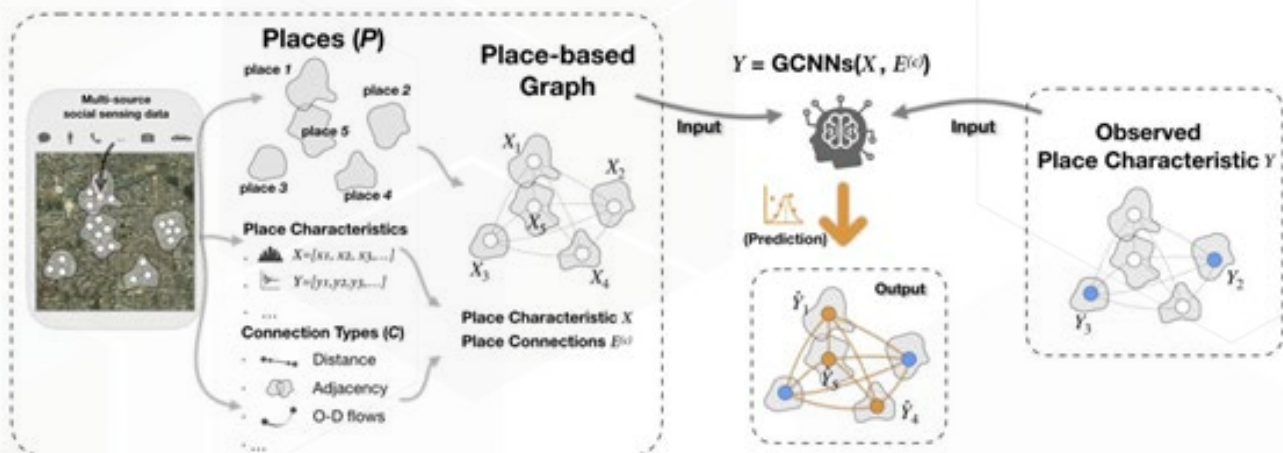 Multi-source
social sensing data
...
Places (P)
place 1
place 2
place 5
place 3
place 4
Place Characteristics
X=[x1, x2, x3,...]
Y=[y1,y2,y3,...]
...
Connection Types (C)
Distance
Adjacency
O-D flows
...
Place-based
Graph
X1
X2
X5
X3
X4
Place Characteristic X
Place Connections E(c)
Input
Y = GCNNs(X , E(c))
(Prediction)
Output
Ŷ1
Ŷ5
Ŷ4
Input
Observed
Place Characteristic Y
Y2
Y3